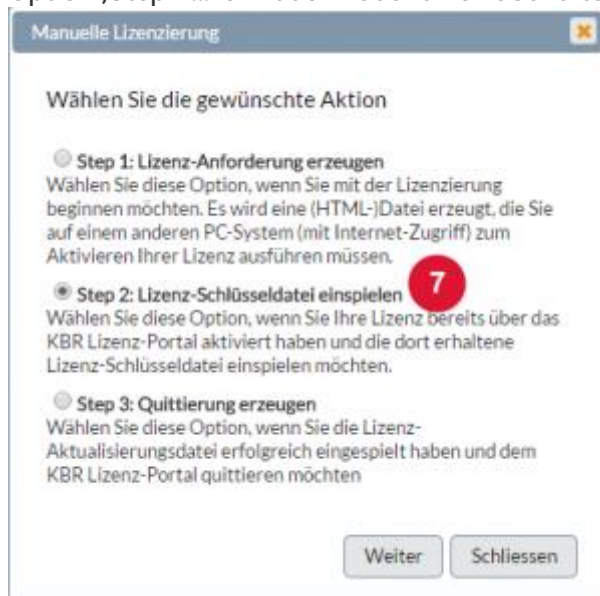 Manuelle Lizenzierung
Wählen Sie die gewünschte Aktion
Step 1: Lizenz-Anforderung erzeugen
Wählen Sie diese Option, wenn Sie mit der Lizenzierung
beginnen möchten. Es wird eine (HTML-)Datei erzeugt, die Sie
auf einem anderen PC-System (mit Internet-Zugriff) zum
Aktivieren Ihrer Lizenz ausführen müssen.
Step 2: Lizenz-Schlüsseldatei einspielen
7
Wählen Sie diese Option, wenn Sie Ihre Lizenz bereits über das
KBR Lizenz-Portal aktiviert haben und die dort erhaltene
Lizenz-Schlüsseldatei einspielen möchten.
Step 3: Quittierung erzeugen
Wählen Sie diese Option, wenn Sie die Lizenz-
Aktualisierungsdatei erfolgreich eingespielt haben und dem
KBR Lizenz-Portal quittieren möchten
Weiter Schliessen